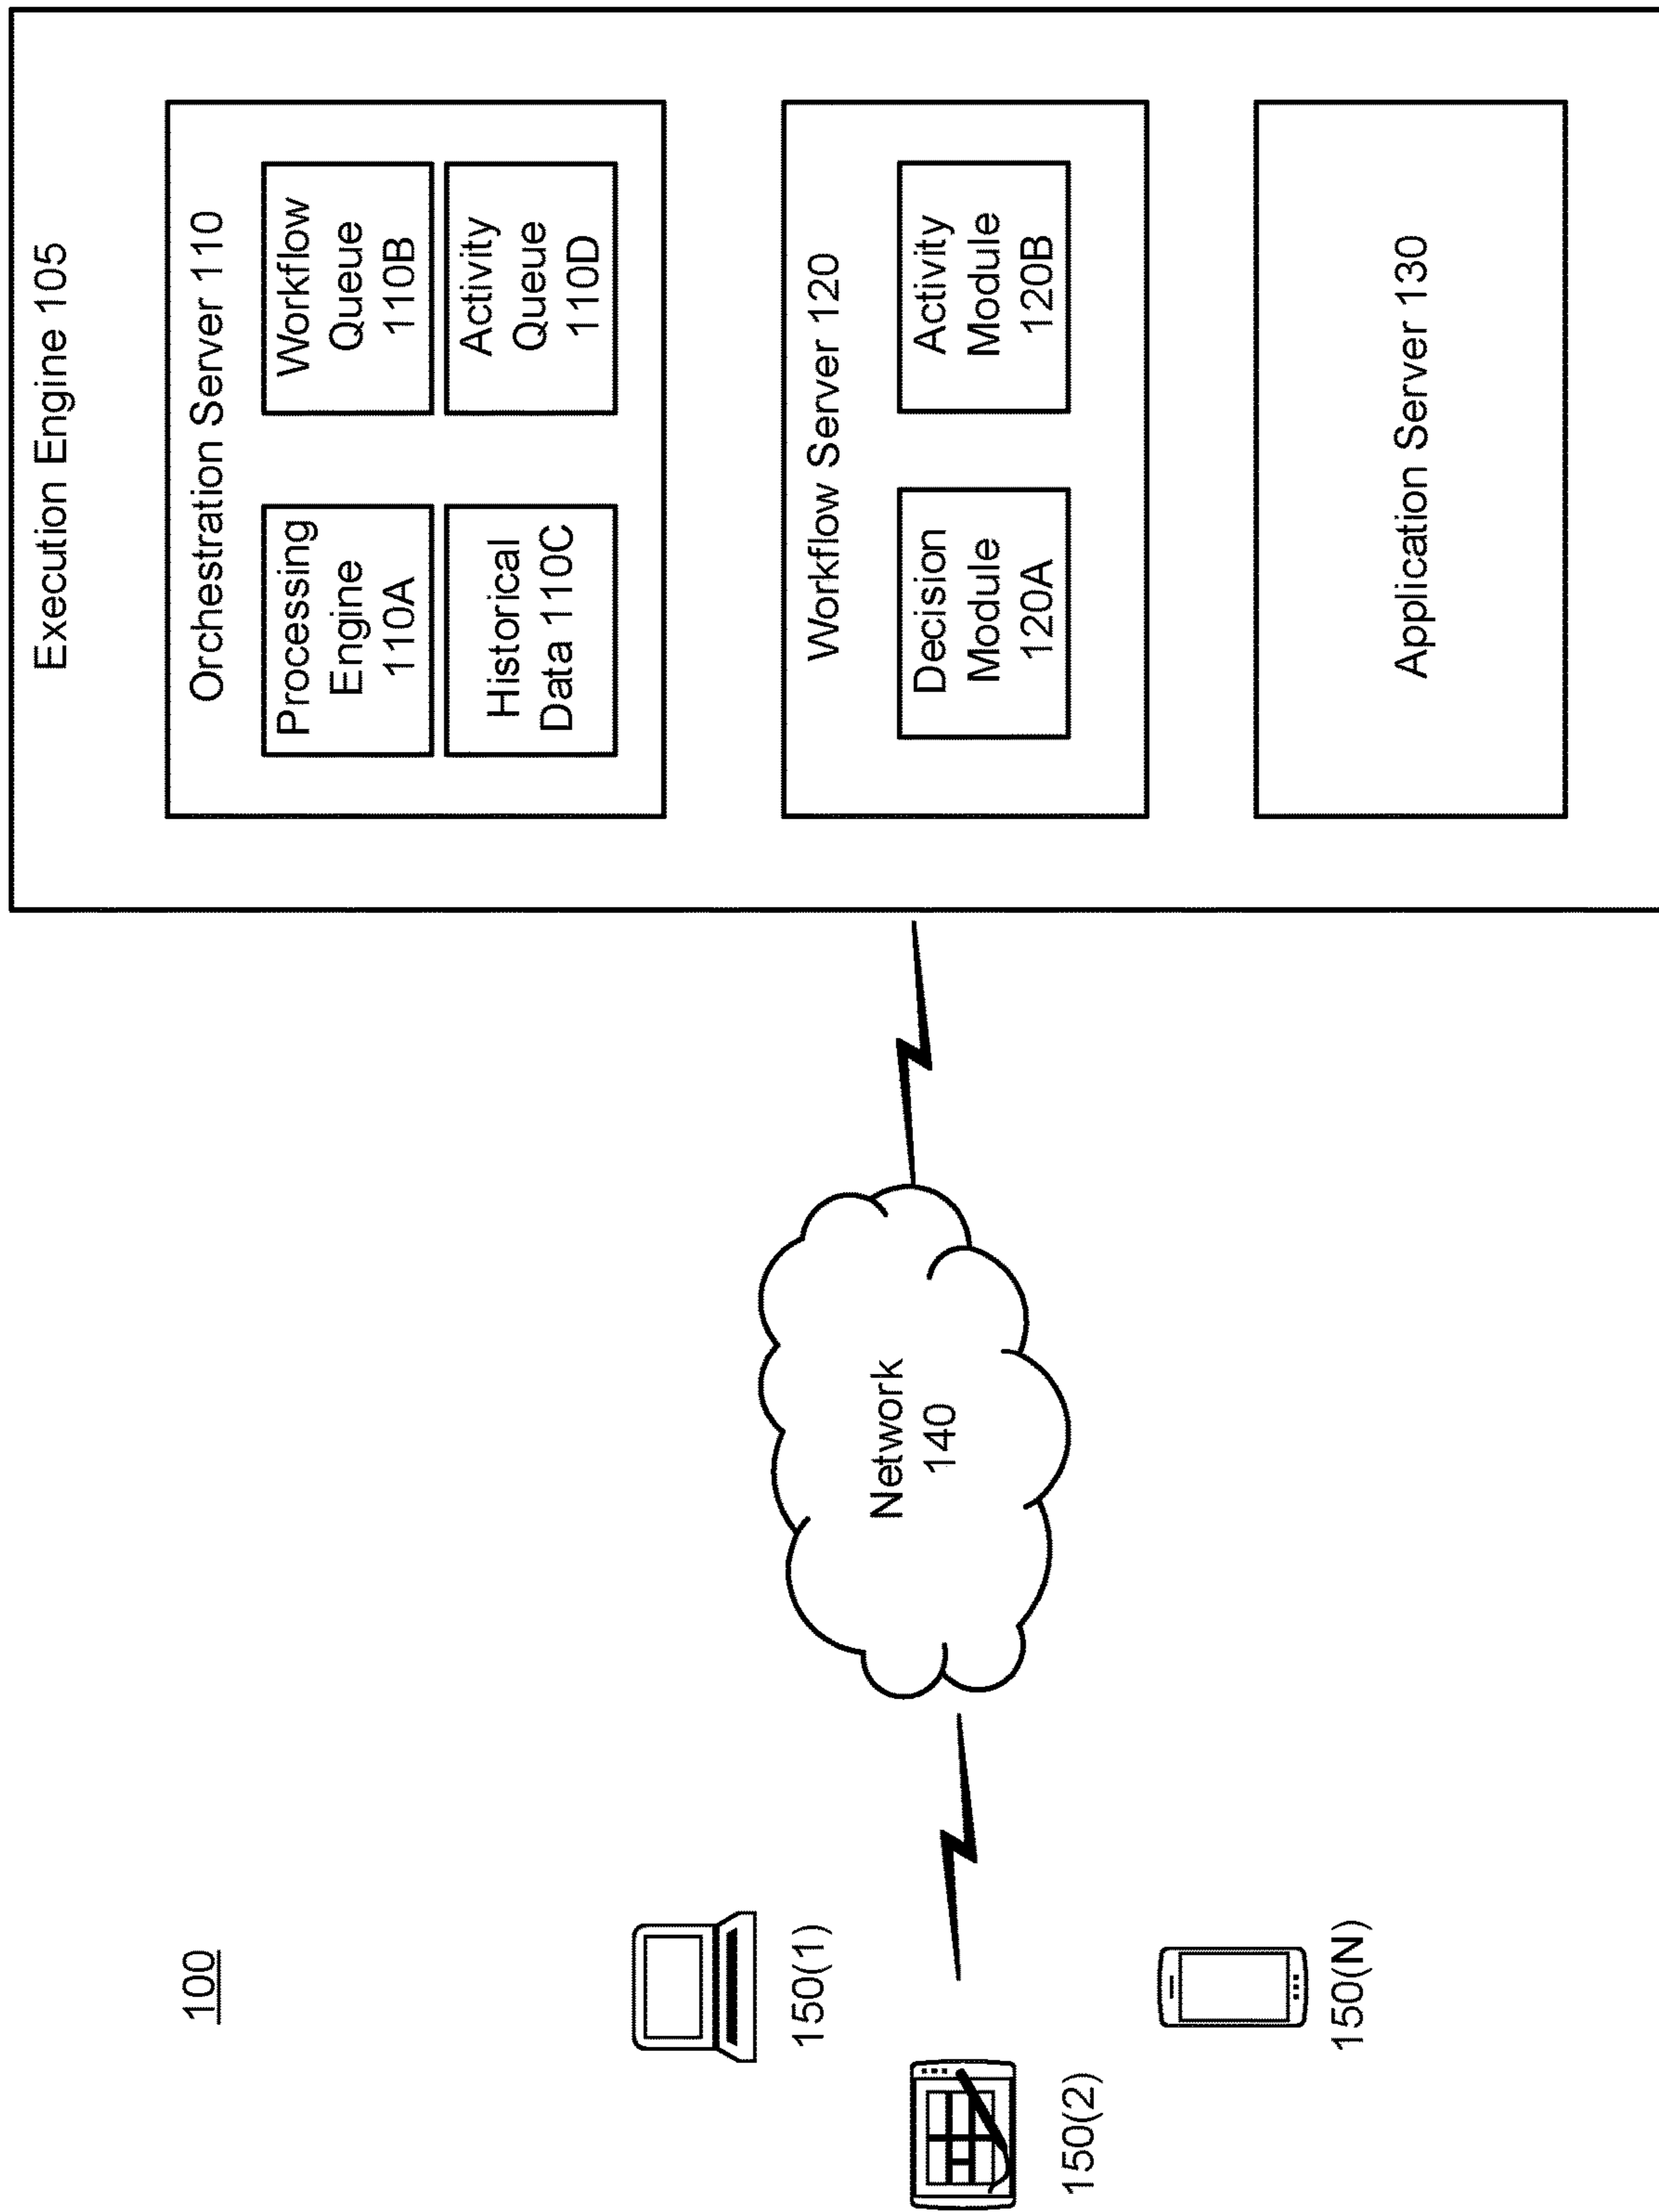 100
Execution Engine 105
Orchestration Server 110
Processing
Engine
110A
Workflow
Queue
110B
Historical
Data 110C
Activity
Queue
110D
Workflow Server 120
Decision
Module
120A
Activity
Module
120B
Application Server 130
Network
140
150(1)
150(2)
150(N)